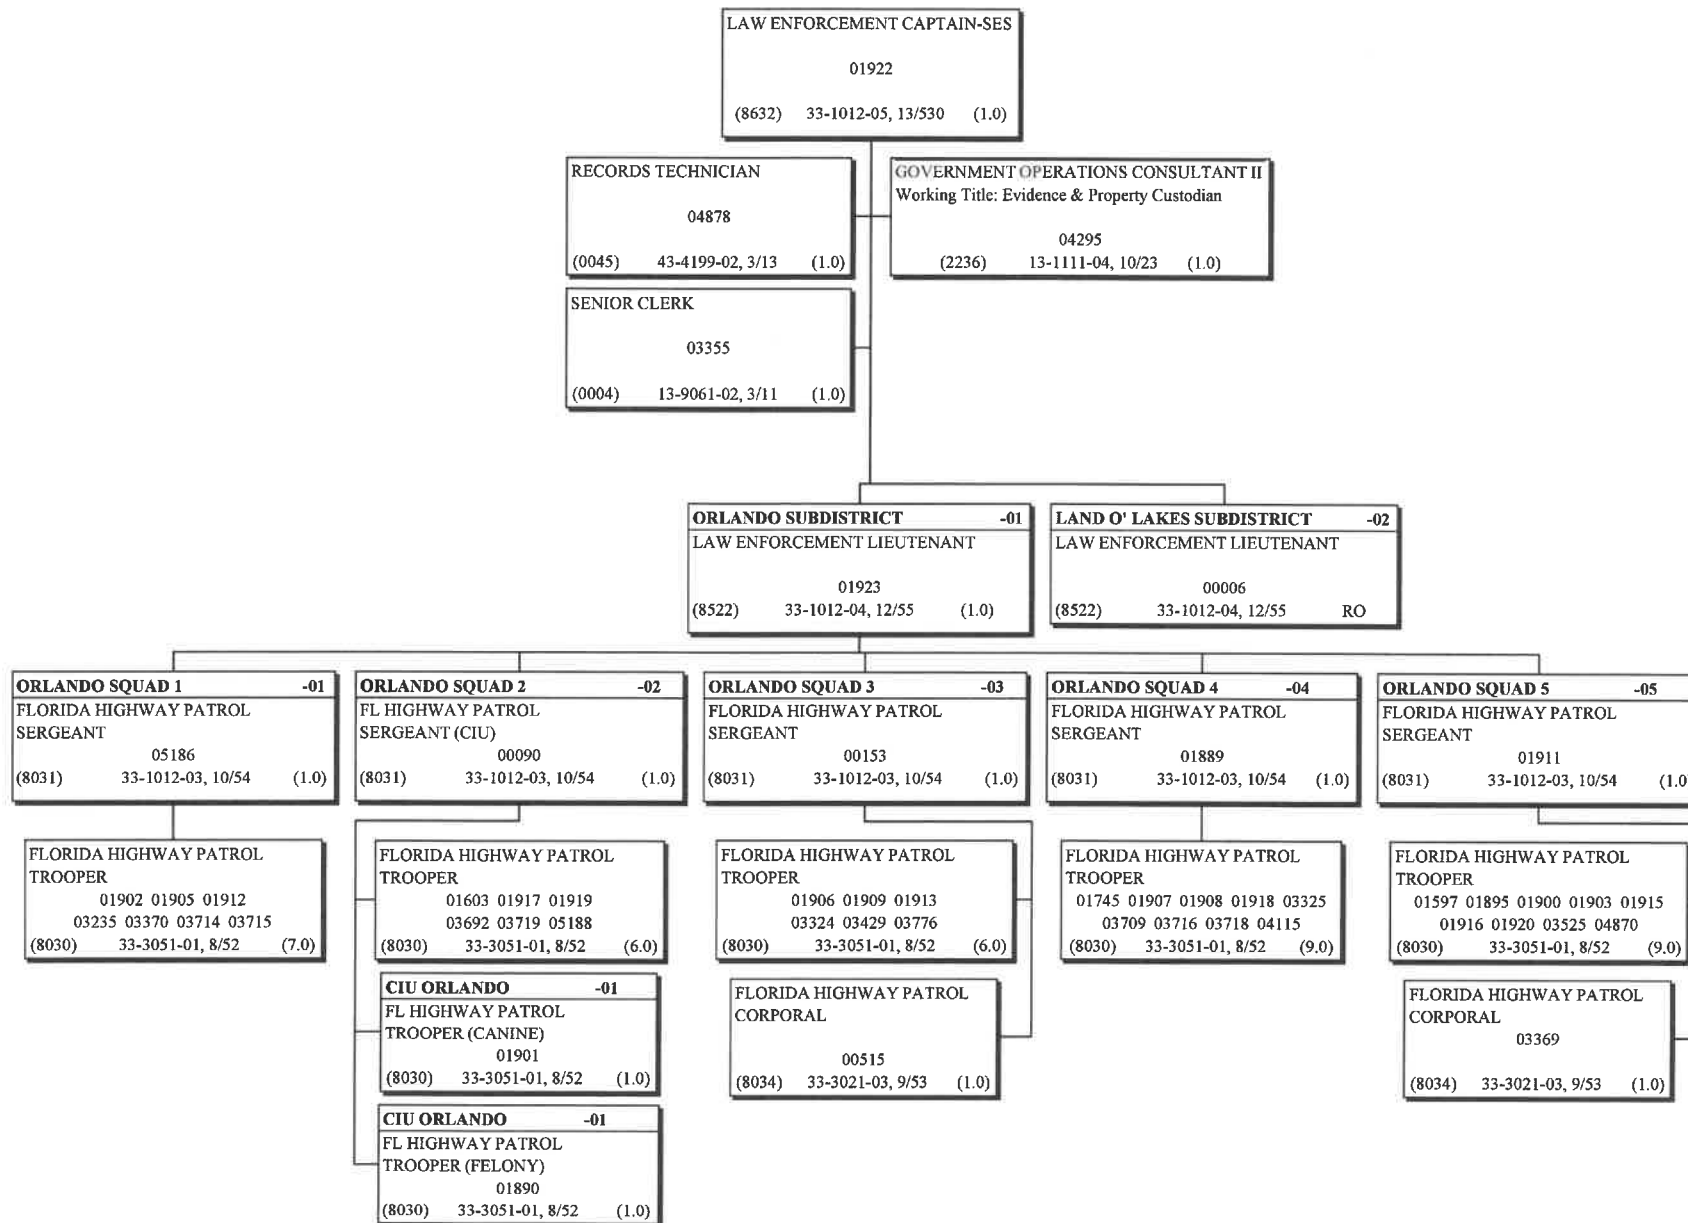 LAW ENFORCEMENT CAPTAIN-SES
01922
(8632) 33-1012-05, 13/530 (1.0)
RECORDS TECHNICIAN
04878
(0045) 43-4199-02, 3/13 (1.0)
GOVERNMENT OPERATIONS CONSULTANT II
Working Title: Evidence & Property Custodian
04295
(2236) 13-1111-04, 10/23 (1.0)
SENIOR CLERK
03355
(0004) 13-9061-02, 3/11 (1.0)
ORLANDO SUBDISTRICT -01
LAW ENFORCEMENT LIEUTENANT
01923
(8522) 33-1012-04, 12/55 (1.0)
LAND O' LAKES SUBDISTRICT -02
LAW ENFORCEMENT LIEUTENANT
00006
(8522) 33-1012-04, 12/55 RO
ORLANDO SQUAD 1 -01
FLORIDA HIGHWAY PATROL
SERGEANT
05186
(8031) 33-1012-03, 10/54 (1.0)
ORLANDO SQUAD 2 -02
FL HIGHWAY PATROL
SERGEANT (CIU)
00090
(8031) 33-1012-03, 10/54 (1.0)
ORLANDO SQUAD 3 -03
FLORIDA HIGHWAY PATROL
SERGEANT
00153
(8031) 33-1012-03, 10/54 (1.0)
ORLANDO SQUAD 4 -04
FLORIDA HIGHWAY PATROL
SERGEANT
01889
(8031) 33-1012-03, 10/54 (1.0)
ORLANDO SQUAD 5 -05
FLORIDA HIGHWAY PATROL
SERGEANT
01911
(8031) 33-1012-03, 10/54 (1.0
FLORIDA HIGHWAY PATROL
TROOPER
01902 01905 01912
03235 03370 03714 03715
(8030) 33-3051-01, 8/52 (7.0)
FLORIDA HIGHWAY PATROL
TROOPER
01603 01917 01919
03692 03719 05188
(8030) 33-3051-01, 8/52 (6.0)
FLORIDA HIGHWAY PATROL
TROOPER
01906 01909 01913
03324 03429 03776
(8030) 33-3051-01, 8/52 (6.0)
FLORIDA HIGHWAY PATROL
TROOPER
01745 01907 01908 01918 03325
03709 03716 03718 04115
(8030) 33-3051-01, 8/52 (9.0)
FLORIDA HIGHWAY PATROL
TROOPER
01597 01895 01900 01903 01915
01916 01920 03525 04870
(8030) 33-3051-01, 8/52 (9.0)
CIU ORLANDO -01
FL HIGHWAY PATROL
TROOPER (CANINE)
01901
(8030) 33-3051-01, 8/52 (1.0)
FLORIDA HIGHWAY PATROL
CORPORAL
00515
(8034) 33-3021-03, 9/53 (1.0)
FLORIDA HIGHWAY PATROL
CORPORAL
03369
(8034) 33-3021-03, 9/53 (1.0)
CIU ORLANDO -01
FL HIGHWAY PATROL
TROOPER (FELONY)
01890
(8030) 33-3051-01, 8/52 (1.0)